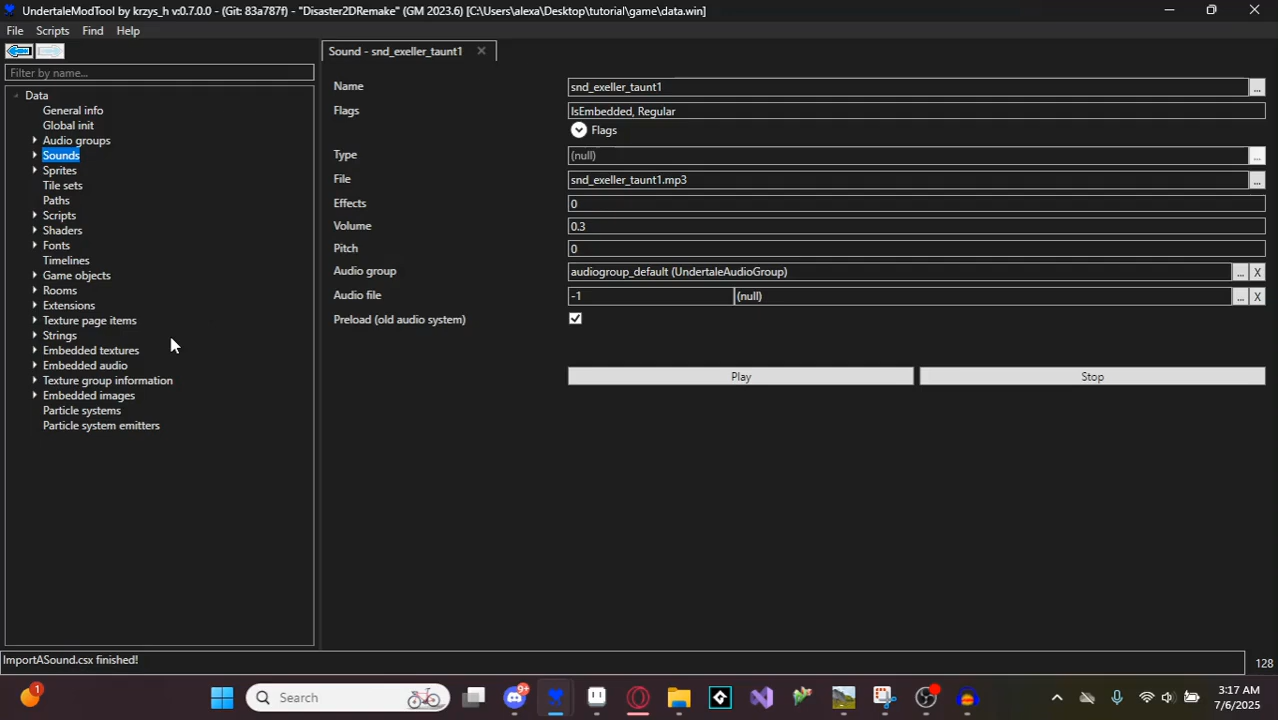 UndertaleModTool by krzys_h v:0.7.0.0 - (Git: 83a787f) - "Disaster2DRemake" (GM 2023.6) [C:\Users\alexa\Desktop\tutorial\game\data.win]
File Scripts Find Help
Filter by name...
Data
General info
Global init
Audio groups
Sounds
Sprites
Tile sets
Paths
Scripts
Shaders
Fonts
Timelines
Game objects
Rooms
Extensions
Texture page items
Strings
Embedded textures
Embedded audio
Texture group information
Embedded images
Particle systems
Particle system emitters
Sound - snd_exeller_taunt1
Name snd_exeller_taunt1 ...
Flags IsEmbedded, Regular
Flags
Type (null) ...
File snd_exeller_taunt1.mp3 ...
Effects 0
Volume 0.3
Pitch 0
Audio group audiogroup_default (UndertaleAudioGroup) ... X
Audio file -1 (null) ... X
Preload (old audio system)
Play Stop
ImportASound.csx finished! 128
1 Search 9+ 3:17 AM
7/6/2025